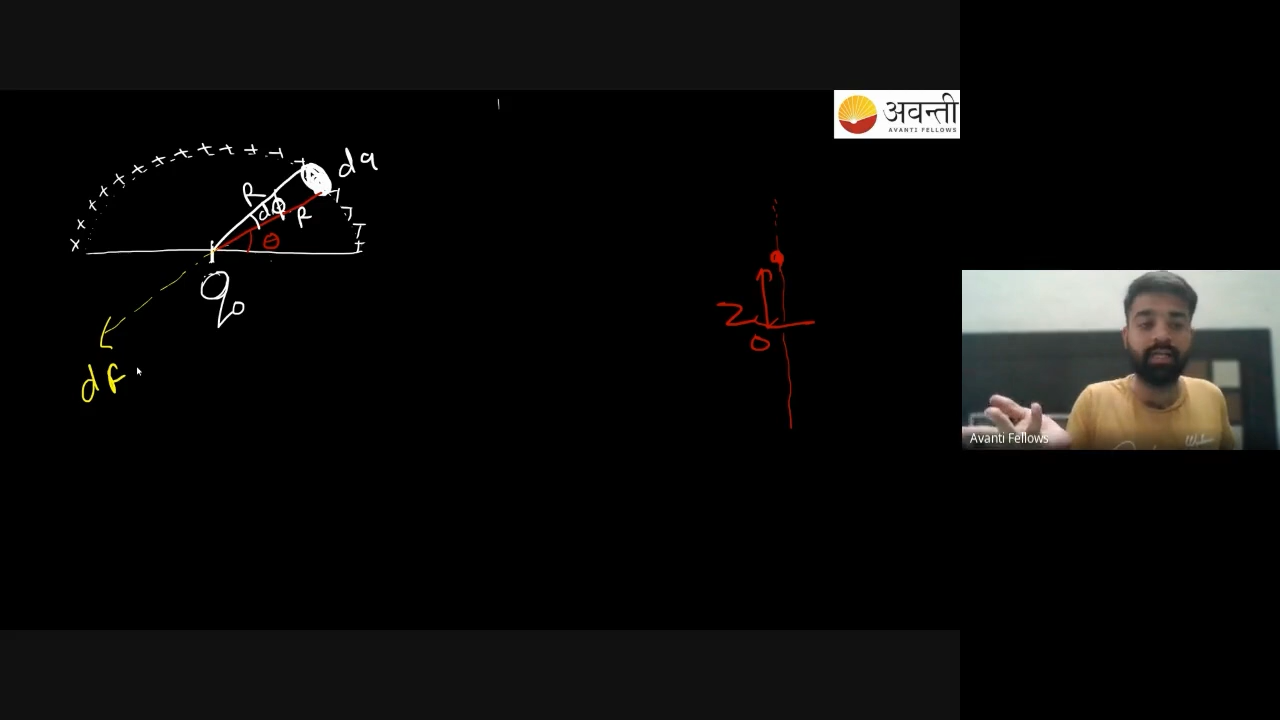 अवन्ती
AVANTI FELLOWS
dq
R
dθ
R
θ
q₀
dF
Z
O
Avanti Fellows